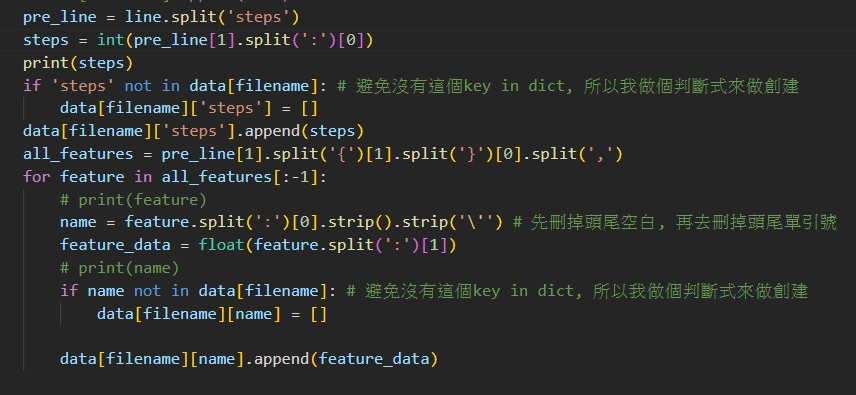 pre_line = line.split('steps')
steps = int(pre_line[1].split(':')[0])
print(steps)
if 'steps' not in data[filename]: # 避免沒有這個key in dict, 所以我做個判斷式來做創建
    data[filename]['steps'] = []
data[filename]['steps'].append(steps)
all_features = pre_line[1].split('{')[1].split('}')[0].split(',')
for feature in all_features[:-1]:
    # print(feature)
    name = feature.split(':')[0].strip().strip('\'') # 先刪掉頭尾空白, 再去刪掉頭尾單引號
    feature_data = float(feature.split(':')[1])
    # print(name)
    if name not in data[filename]: # 避免沒有這個key in dict, 所以我做個判斷式來做創建
        data[filename][name] = []
    data[filename][name].append(feature_data)